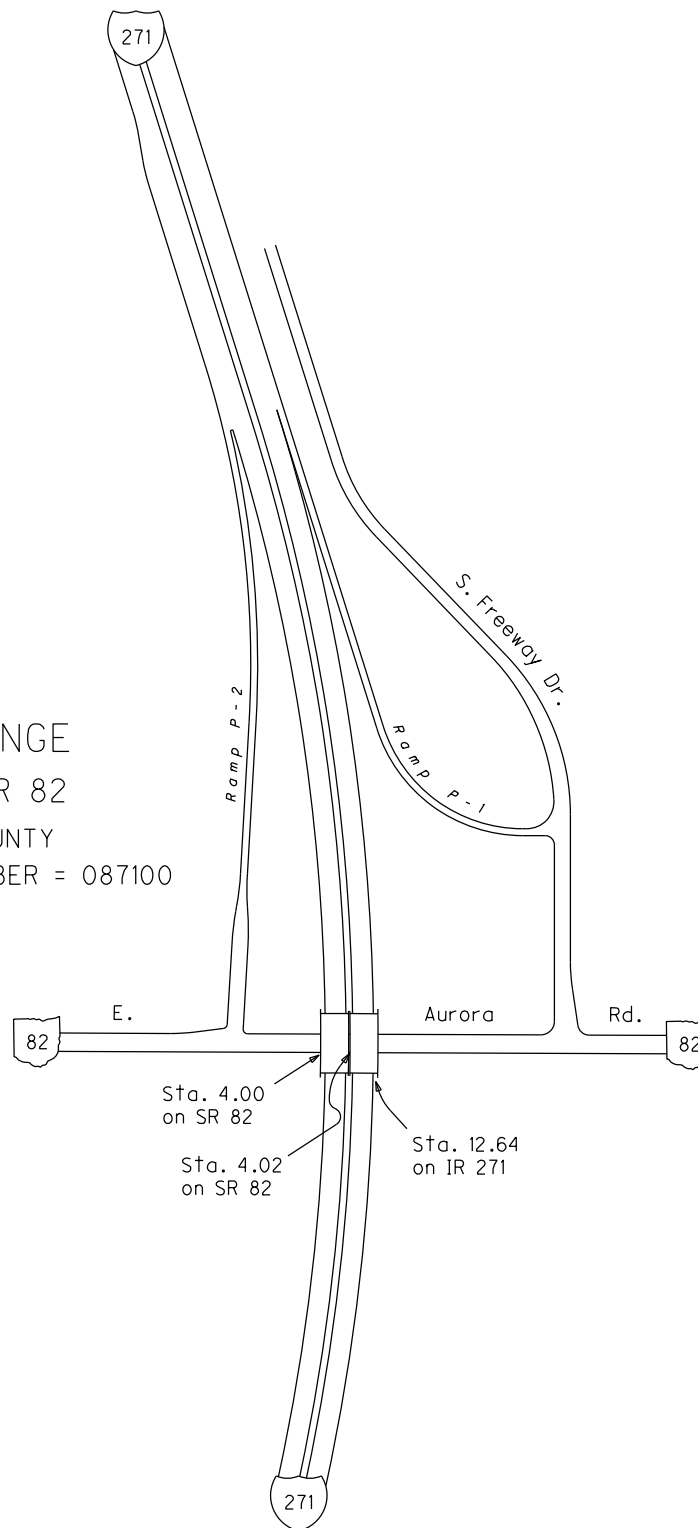 271
S. Freeway Dr.
Ramp P-2
Ramp P-1
NGE
R 82
UNTY
BER = 087100
E.
Aurora
Rd.
82
82
Sta. 4.00
on SR 82
Sta. 4.02
on SR 82
Sta. 12.64
on IR 271
271